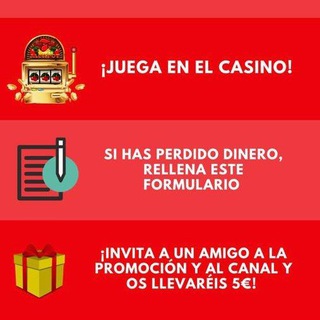 ¡JUEGA EN EL CASINO!
SI HAS PERDIDO DINERO,
RELLENA ESTE
FORMULARIO
¡INVITA A UN AMIGO A LA
PROMOCIÓN Y AL CANAL Y
OS LLEVARÉIS 5€!